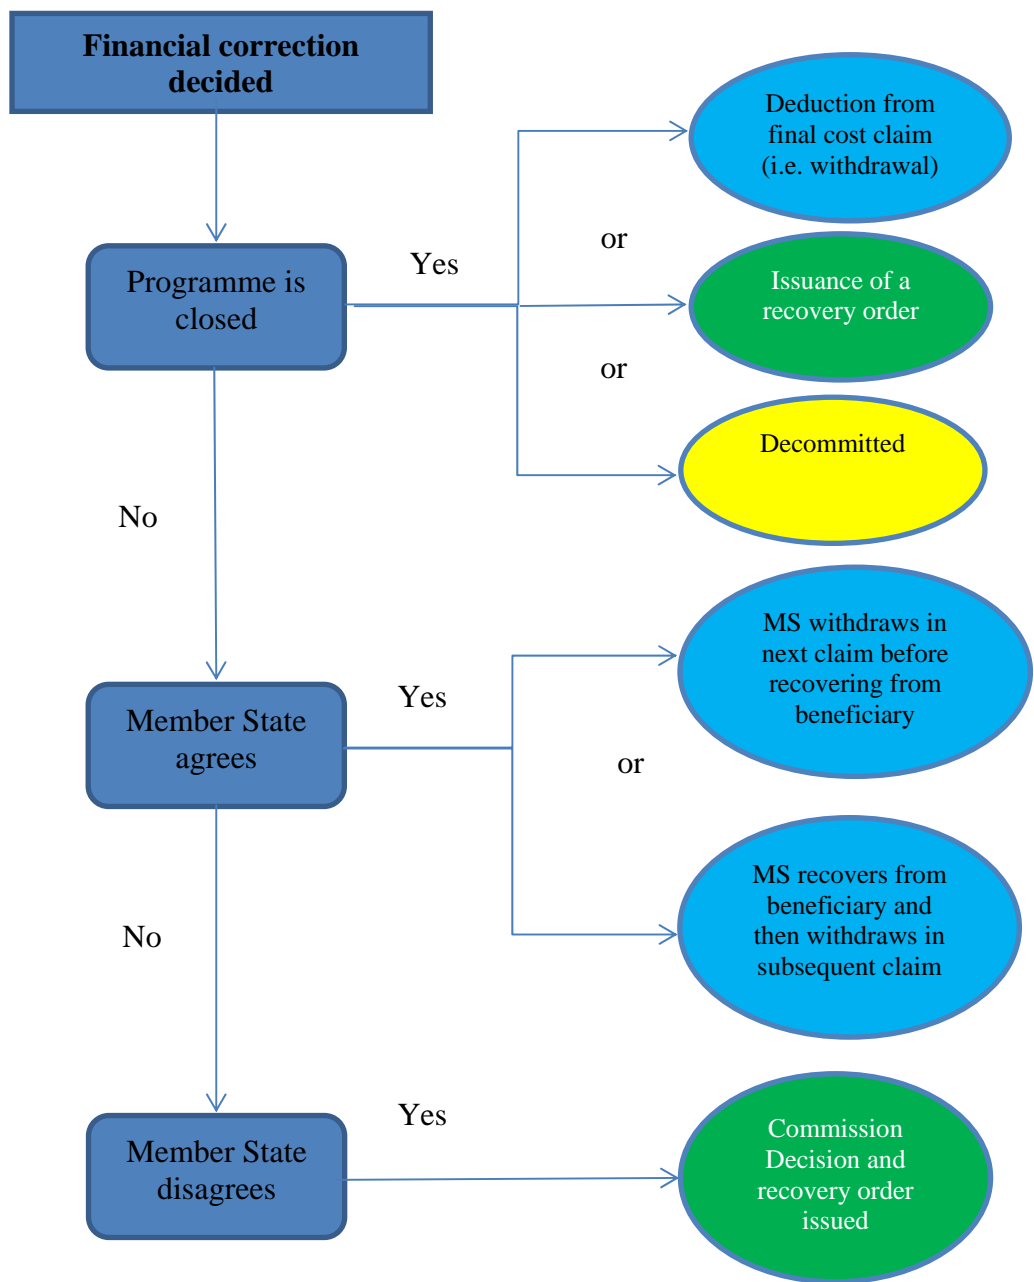 Financial correction
decided
Deduction from
final cost claim
(i.e. withdrawal)
or
Yes
Programme is
closed
Issuance of a
recovery order
or
Decommitted
No
MS withdraws in
next claim before
recovering from
beneficiary
Yes
Member State
agrees
or
MS recovers from
beneficiary and
then withdraws in
subsequent claim
No
Yes
Member State
disagrees
Commission
Decision and
recovery order
issued